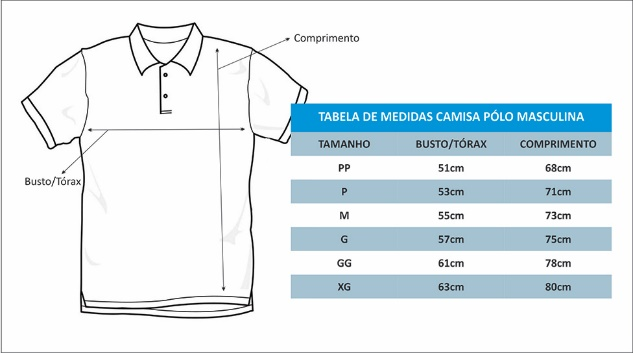 Comprimento
Busto/Tórax
TABELA DE MEDIDAS CAMISA PÓLO MASCULINA
TAMANHO BUSTO/TÓRAX COMPRIMENTO
PP 51cm 68cm
P 53cm 71cm
M 55cm 73cm
G 57cm 75cm
GG 61cm 78cm
XG 63cm 80cm